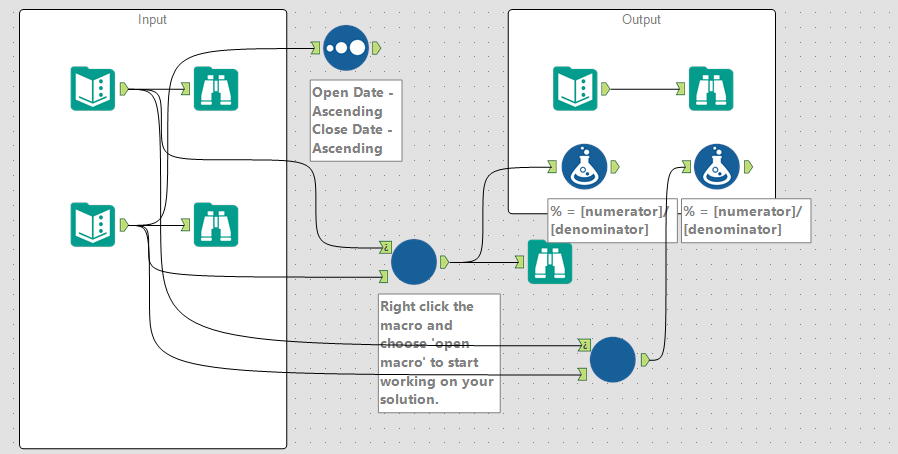 Input
Output
Open Date -
Ascending
Close Date -
Ascending
% = [numerator]/
[denominator]
% = [numerator]/
[denominator]
¿
Right click the
macro and
choose 'open
macro' to start
working on your
solution.
¿